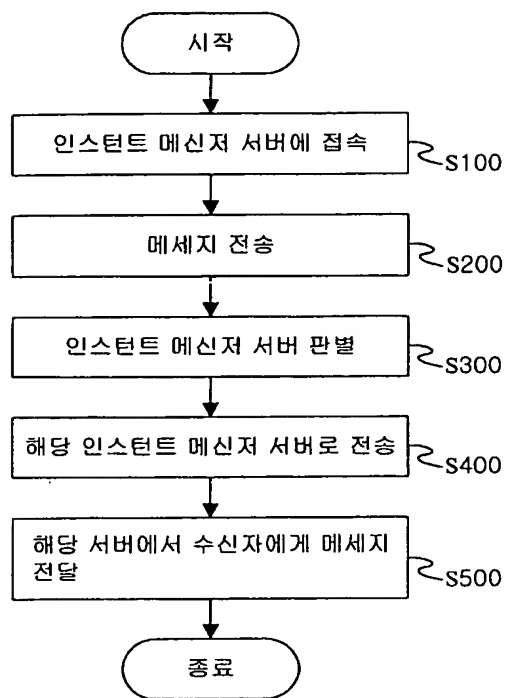 시작
인스턴트 메신저 서버에 접속
S100
메세지 전송
S200
인스턴트 메신저 서버 판별
S300
해당 인스턴트 메신저 서버로 전송
S400
해당 서버에서 수신자에게 메세지
전달
S500
종료